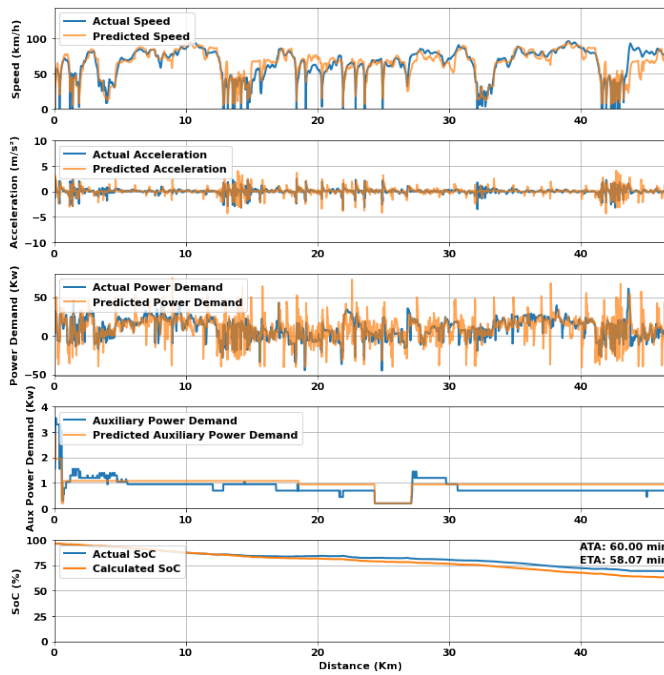 Speed (km/h)
100
50
0
Actual Speed
Predicted Speed
0 10 20 30 40
Acceleration (m/s²)
10
5
0
−5
−10
Actual Acceleration
Predicted Acceleration
0 10 20 30 40
Power Demand (Kw)
50
0
−50
Actual Power Demand
Predicted Power Demand
0 10 20 30 40
Aux Power Demand (Kw)
4
3
2
1
0
Auxiliary Power Demand
Predicted Auxiliary Power Demand
0 10 20 30 40
SoC (%)
100
75
50
25
0
Actual SoC
Calculated SoC
ATA: 60.00 min
ETA: 58.07 min
0 10 20 30 40
Distance (Km)